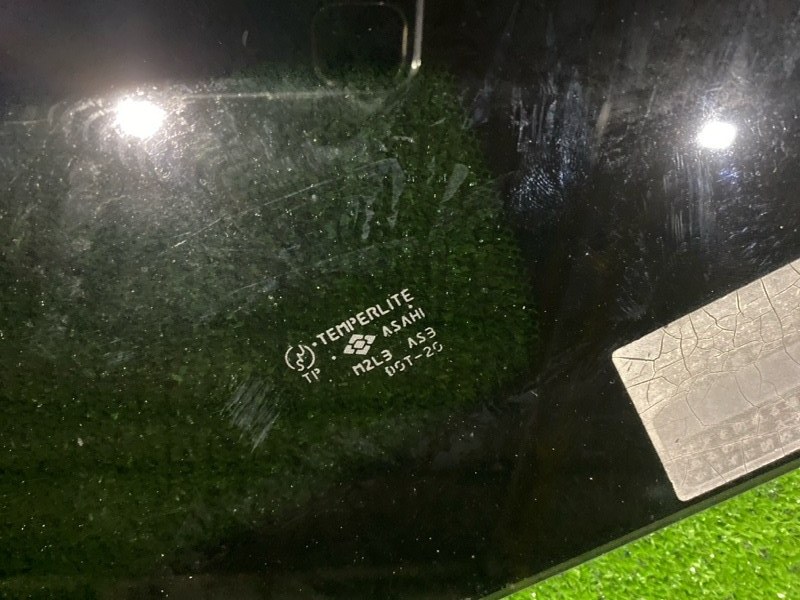 TEMPERLITE
ASAHI
TP
M2L3 AS3
DOT-20